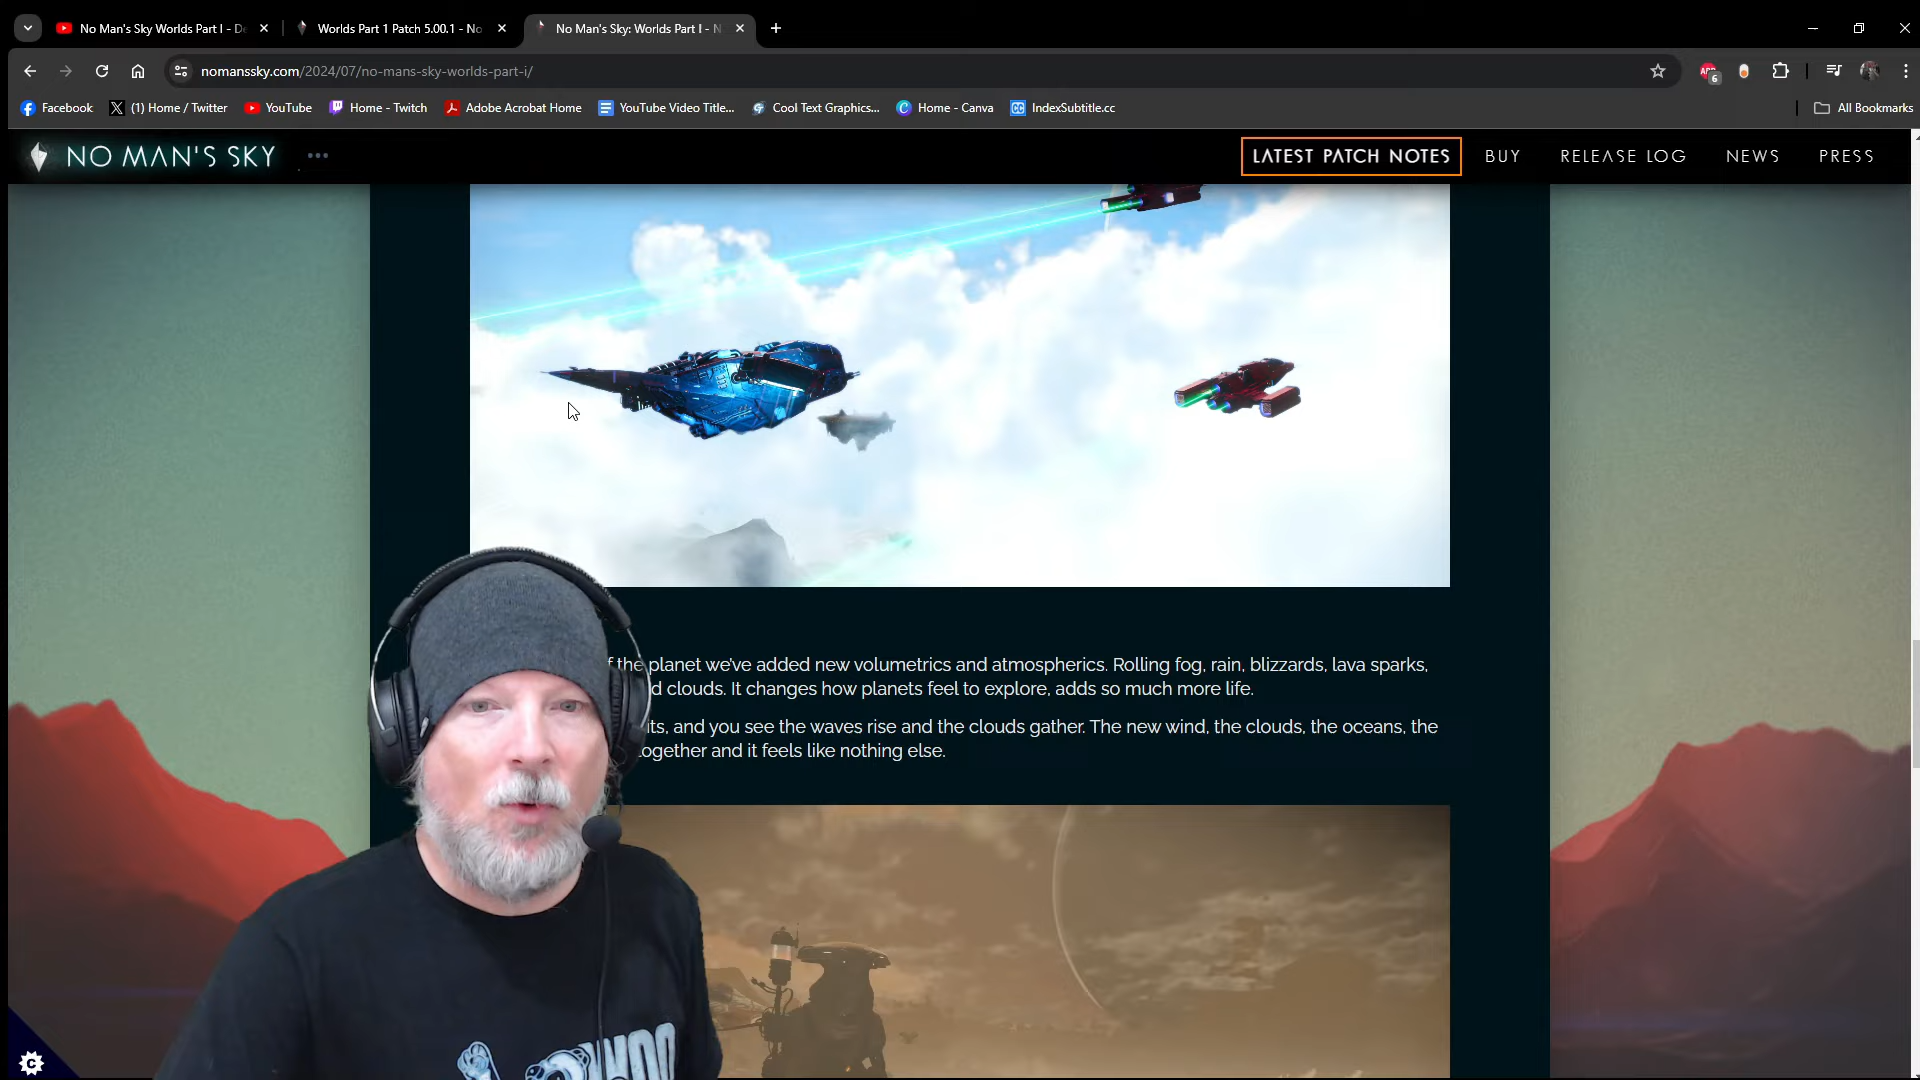 No Man's Sky Worlds Part I - De
Worlds Part 1 Patch 5.00.1 - No
No Man's Sky: Worlds Part I - N
nomanssky.com/2024/07/no-mans-sky-worlds-part-i/
6
Facebook
(1) Home / Twitter
YouTube
Home - Twitch
Adobe Acrobat Home
YouTube Video Title...
Cool Text Graphics...
Home - Canva
IndexSubtitle.cc
All Bookmarks
NO MAN'S SKY
LATEST PATCH NOTES
BUY
RELEASE LOG
NEWS
PRESS
f the planet we've added new volumetrics and atmospherics. Rolling fog, rain, blizzards, lava sparks,
d clouds. It changes how planets feel to explore, adds so much more life.
its, and you see the waves rise and the clouds gather. The new wind, the clouds, the oceans, the
together and it feels like nothing else.